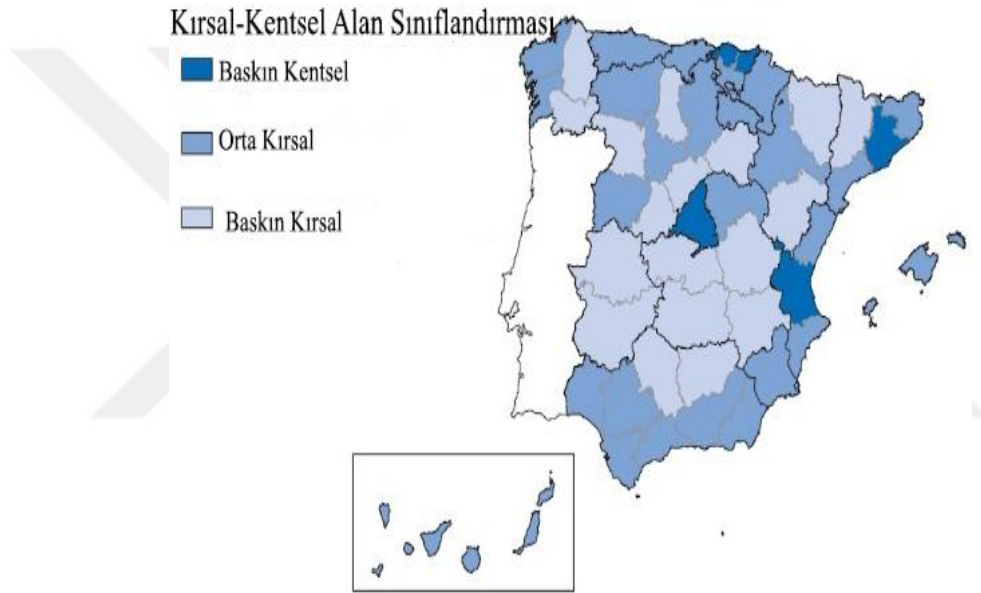 Kırsal-Kentsel Alan Sınıflandırması
Baskın Kentsel
Orta Kırsal
Baskın Kırsal